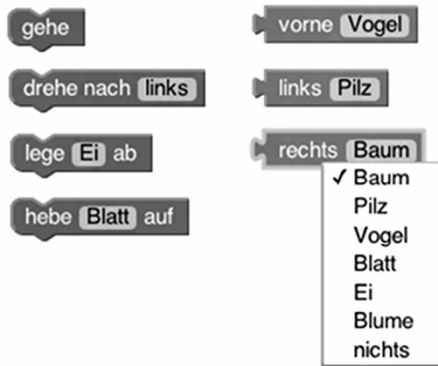 gehe
drehe nach links
lege Ei ab
hebe Blatt auf
vorne Vogel
links Pilz
rechts Baum
✓ Baum
Pilz
Vogel
Blatt
Ei
Blume
nichts